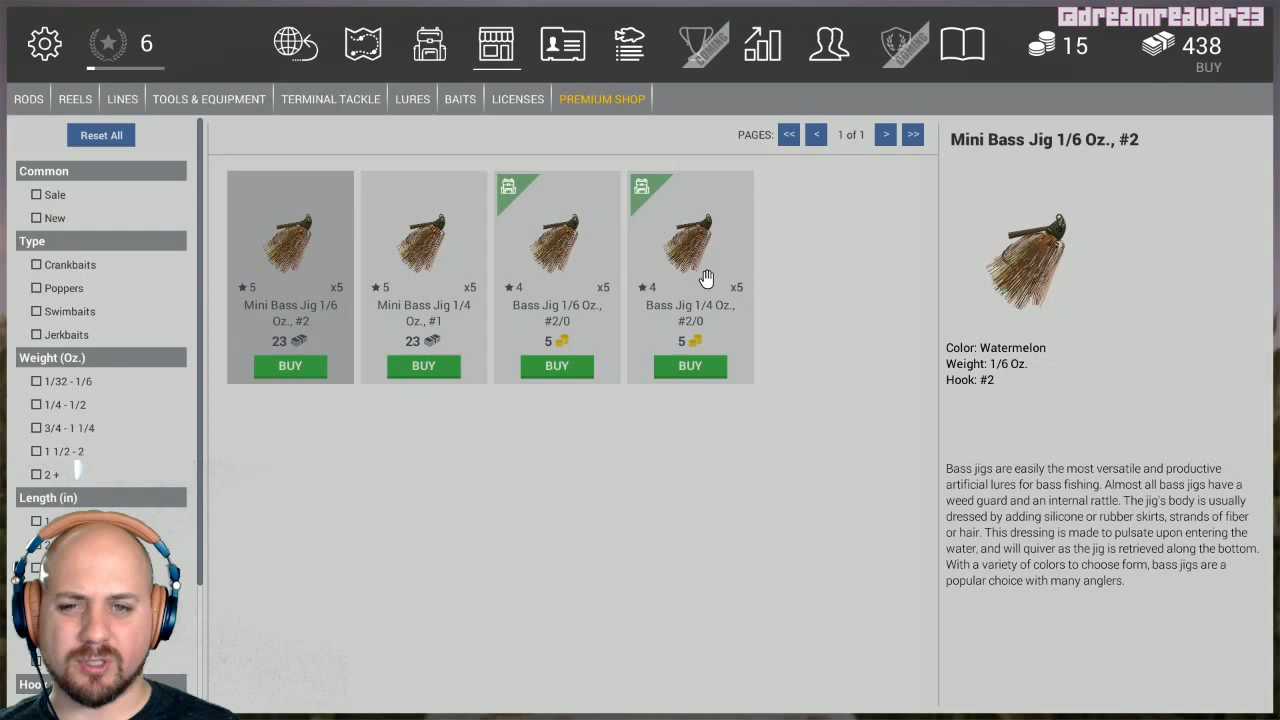 @dreamreaver23
6
15
438
BUY
RODS
REELS
LINES
TOOLS & EQUIPMENT
TERMINAL TACKLE
LURES
BAITS
LICENSES
PREMIUM SHOP
Reset All
PAGES:
<<
<
1 of 1
>
>>
Common
Sale
New
Type
Crankbaits
Poppers
Swimbaits
Jerkbaits
Weight (Oz.)
1/32 - 1/6
1/4 - 1/2
3/4 - 1 1/4
1 1/2 - 2
2 +
Length (in)
5
x5
Mini Bass Jig 1/6
Oz., #2
23
BUY
5
x5
Mini Bass Jig 1/4
Oz., #1
23
BUY
4
x5
Bass Jig 1/6 Oz.,
#2/0
5
BUY
4
x5
Bass Jig 1/4 Oz.,
#2/0
5
BUY
Mini Bass Jig 1/6 Oz., #2
Color: Watermelon
Weight: 1/6 Oz.
Hook: #2
Bass jigs are easily the most versatile and productive
artificial lures for bass fishing. Almost all bass jigs have a
weed guard and an internal rattle. The jig's body is usually
dressed by adding silicone or rubber skirts, strands of fiber
or hair. This dressing is made to pulsate upon entering the
water, and will quiver as the jig is retrieved along the bottom.
With a variety of colors to choose form, bass jigs are a
popular choice with many anglers.